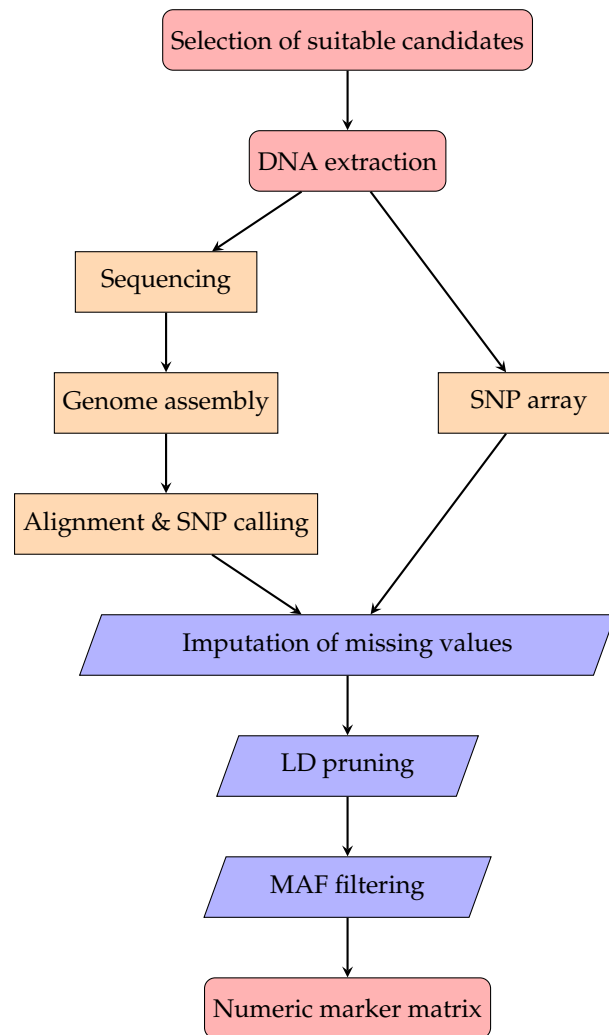 Selection of suitable candidates
DNA extraction
Sequencing
Genome assembly
SNP array
Alignment & SNP calling
Imputation of missing values
LD pruning
MAF filtering
Numeric marker matrix